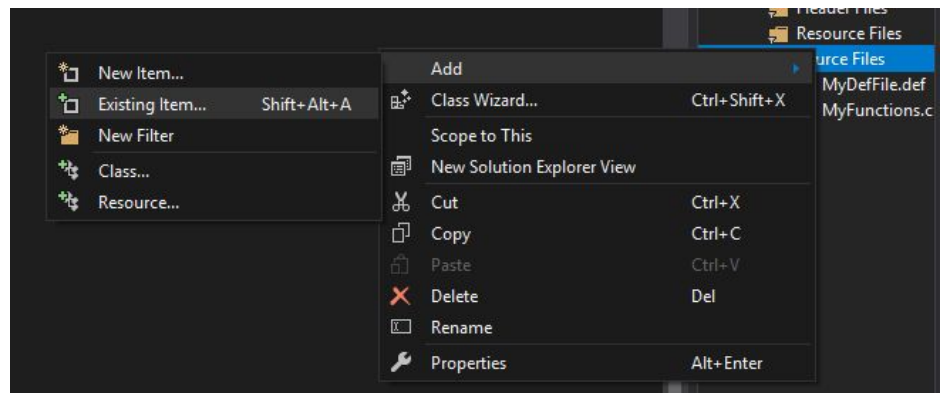 New Item...
Existing Item... Shift+Alt+A
New Filter
Class...
Resource...
Add
Class Wizard... Ctrl+Shift+X
Scope to This
New Solution Explorer View
Cut Ctrl+X
Copy Ctrl+C
Paste Ctrl+V
Delete Del
Rename
Properties Alt+Enter
Header Files
Resource Files
urce Files
MyDefFile.def
MyFunctions.c